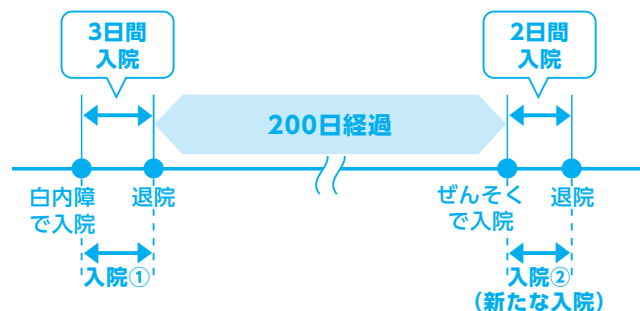 3日間
入院
2日間
入院
200日経過
白内障
で入院
退院
ぜんそく
で入院
退院
入院①
入院②
(新たな入院)